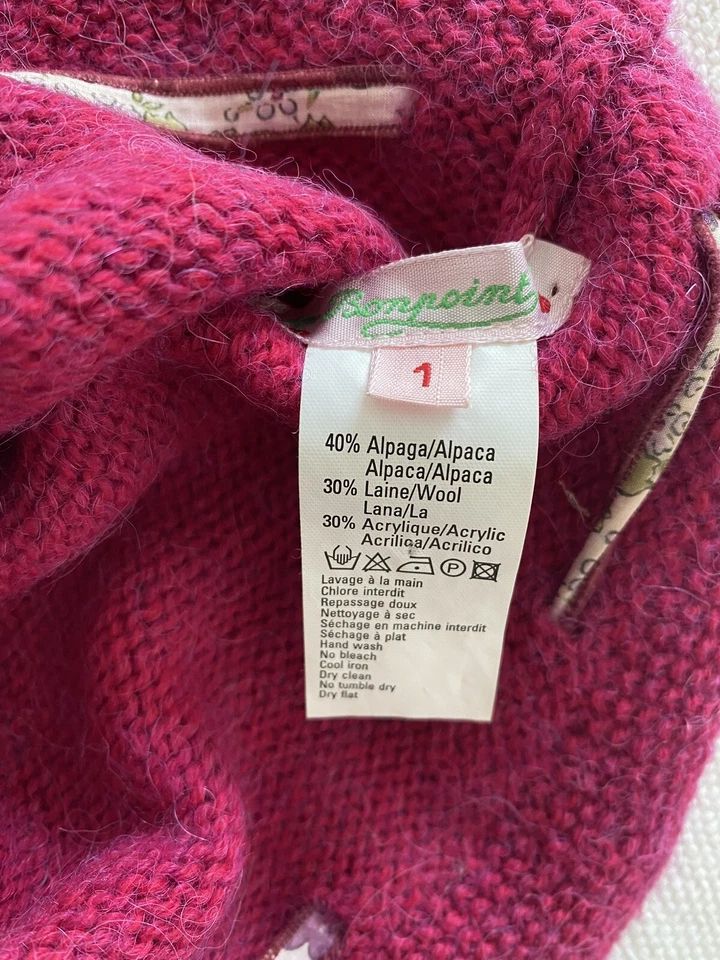 Bonpoint
1
40% Alpaga/Alpaca
Alpaca/Alpaca
30% Laine/Wool
Lana/La
30% Acrylique/Acrylic
Acrilica/Acrilico
P
Lavage à la main
Chlore interdit
Repassage doux
Nettoyage à sec
Séchage en machine interdit
Séchage à plat
Hand wash
No bleach
Cool iron
Dry clean
No tumble dry
Dry flat